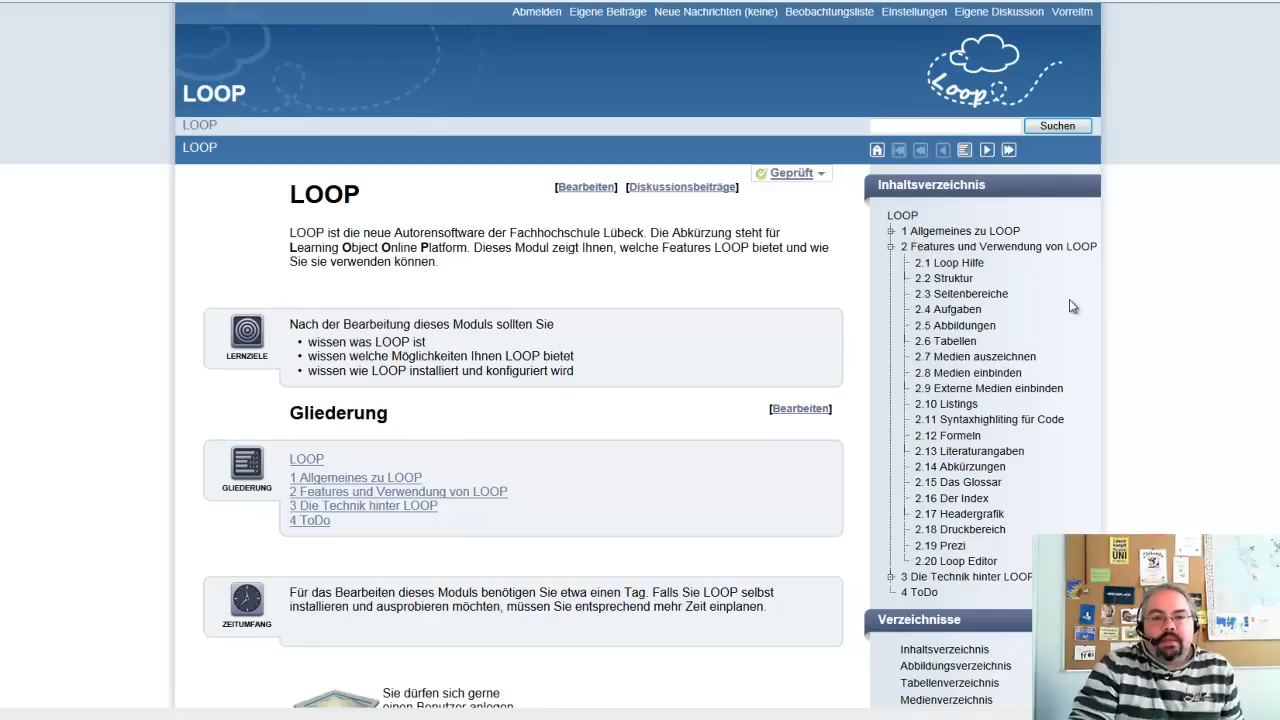 Abmelden Eigene Beiträge Neue Nachrichten (keine) Beobachtungsliste Einstellungen Eigene Diskussion Vorreitm
LOOP
Loop
LOOP
Suchen
LOOP
Geprüft
LOOP
[Bearbeiten] [Diskussionsbeiträge]
LOOP ist die neue Autorensoftware der Fachhochschule Lübeck. Die Abkürzung steht für
Learning Object Online Platform. Dieses Modul zeigt Ihnen, welche Features LOOP bietet und wie
Sie sie verwenden können.
LERNZIELE
Nach der Bearbeitung dieses Moduls sollten Sie
• wissen was LOOP ist
• wissen welche Möglichkeiten Ihnen LOOP bietet
• wissen wie LOOP installiert und konfiguriert wird
Gliederung
[Bearbeiten]
GLIEDERUNG
LOOP
1 Allgemeines zu LOOP
2 Features und Verwendung von LOOP
3 Die Technik hinter LOOP
4 ToDo
ZEITUMFANG
Für das Bearbeiten dieses Moduls benötigen Sie etwa einen Tag. Falls Sie LOOP selbst
installieren und ausprobieren möchten, müssen Sie entsprechend mehr Zeit einplanen.
Sie dürfen sich gerne
einen Benutzer anlegen
Inhaltsverzeichnis
LOOP
1 Allgemeines zu LOOP
2 Features und Verwendung von LOOP
2.1 Loop Hilfe
2.2 Struktur
2.3 Seitenbereiche
2.4 Aufgaben
2.5 Abbildungen
2.6 Tabellen
2.7 Medien auszeichnen
2.8 Medien einbinden
2.9 Externe Medien einbinden
2.10 Listings
2.11 Syntaxhighliting für Code
2.12 Formeln
2.13 Literaturangaben
2.14 Abkürzungen
2.15 Das Glossar
2.16 Der Index
2.17 Headergrafik
2.18 Druckbereich
2.19 Prezi
2.20 Loop Editor
3 Die Technik hinter LOOP
4 ToDo
Verzeichnisse
Inhaltsverzeichnis
Abbildungsverzeichnis
Tabellenverzeichnis
Medienverzeichnis
UNI